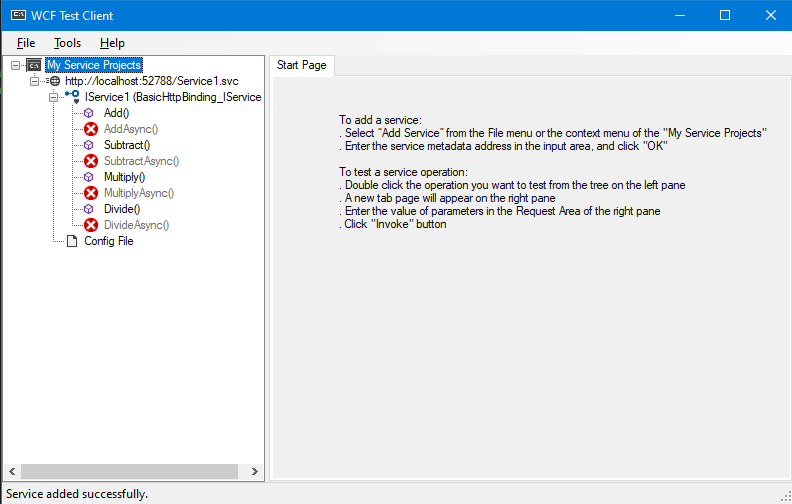 WCF Test Client
File Tools Help
My Service Projects
http://localhost:52788/Service1.svc
IService1 (BasicHttpBinding_IService
Add()
AddAsync()
Subtract()
SubtractAsync()
Multiply()
MultiplyAsync()
Divide()
DivideAsync()
Config File
Start Page
To add a service:
. Select "Add Service" from the File menu or the context menu of the "My Service Projects"
. Enter the service metadata address in the input area, and click "OK"
To test a service operation:
. Double click the operation you want to test from the tree on the left pane
. A new tab page will appear on the right pane
. Enter the value of parameters in the Request Area of the right pane
. Click "Invoke" button
Service added successfully.